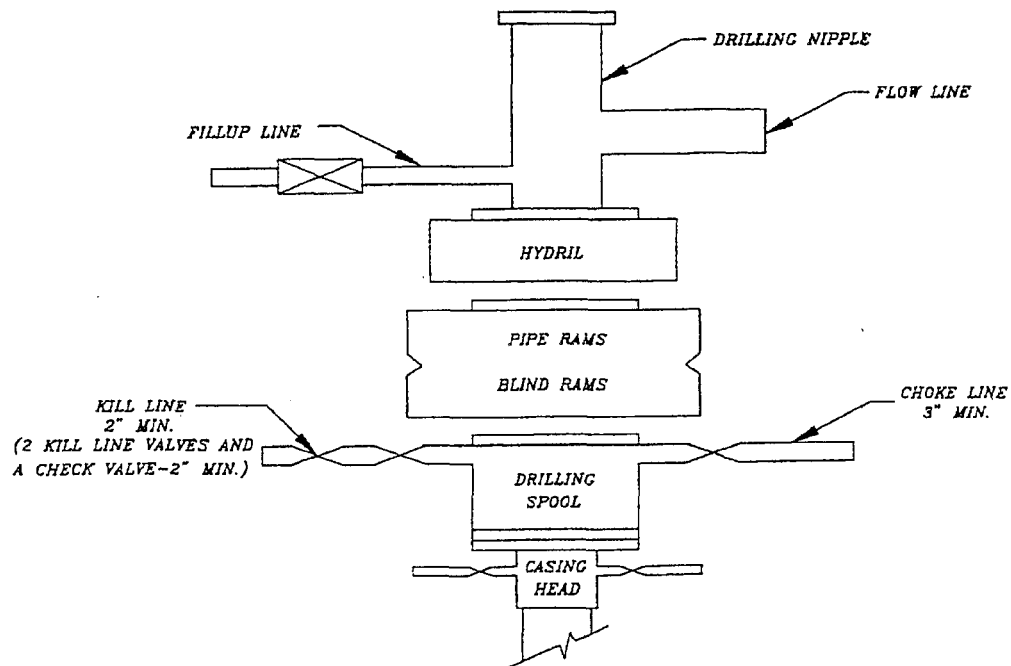 DRILLING NIPPLE
FLOW LINE
FILLUP LINE
HYDRIL
PIPE RAMS
BLIND RAMS
KILL LINE
2" MIN.
(2 KILL LINE VALVES AND
A CHECK VALVE-2" MIN.)
CHOKE LINE
3" MIN.
DRILLING
SPOOL
CASING
HEAD